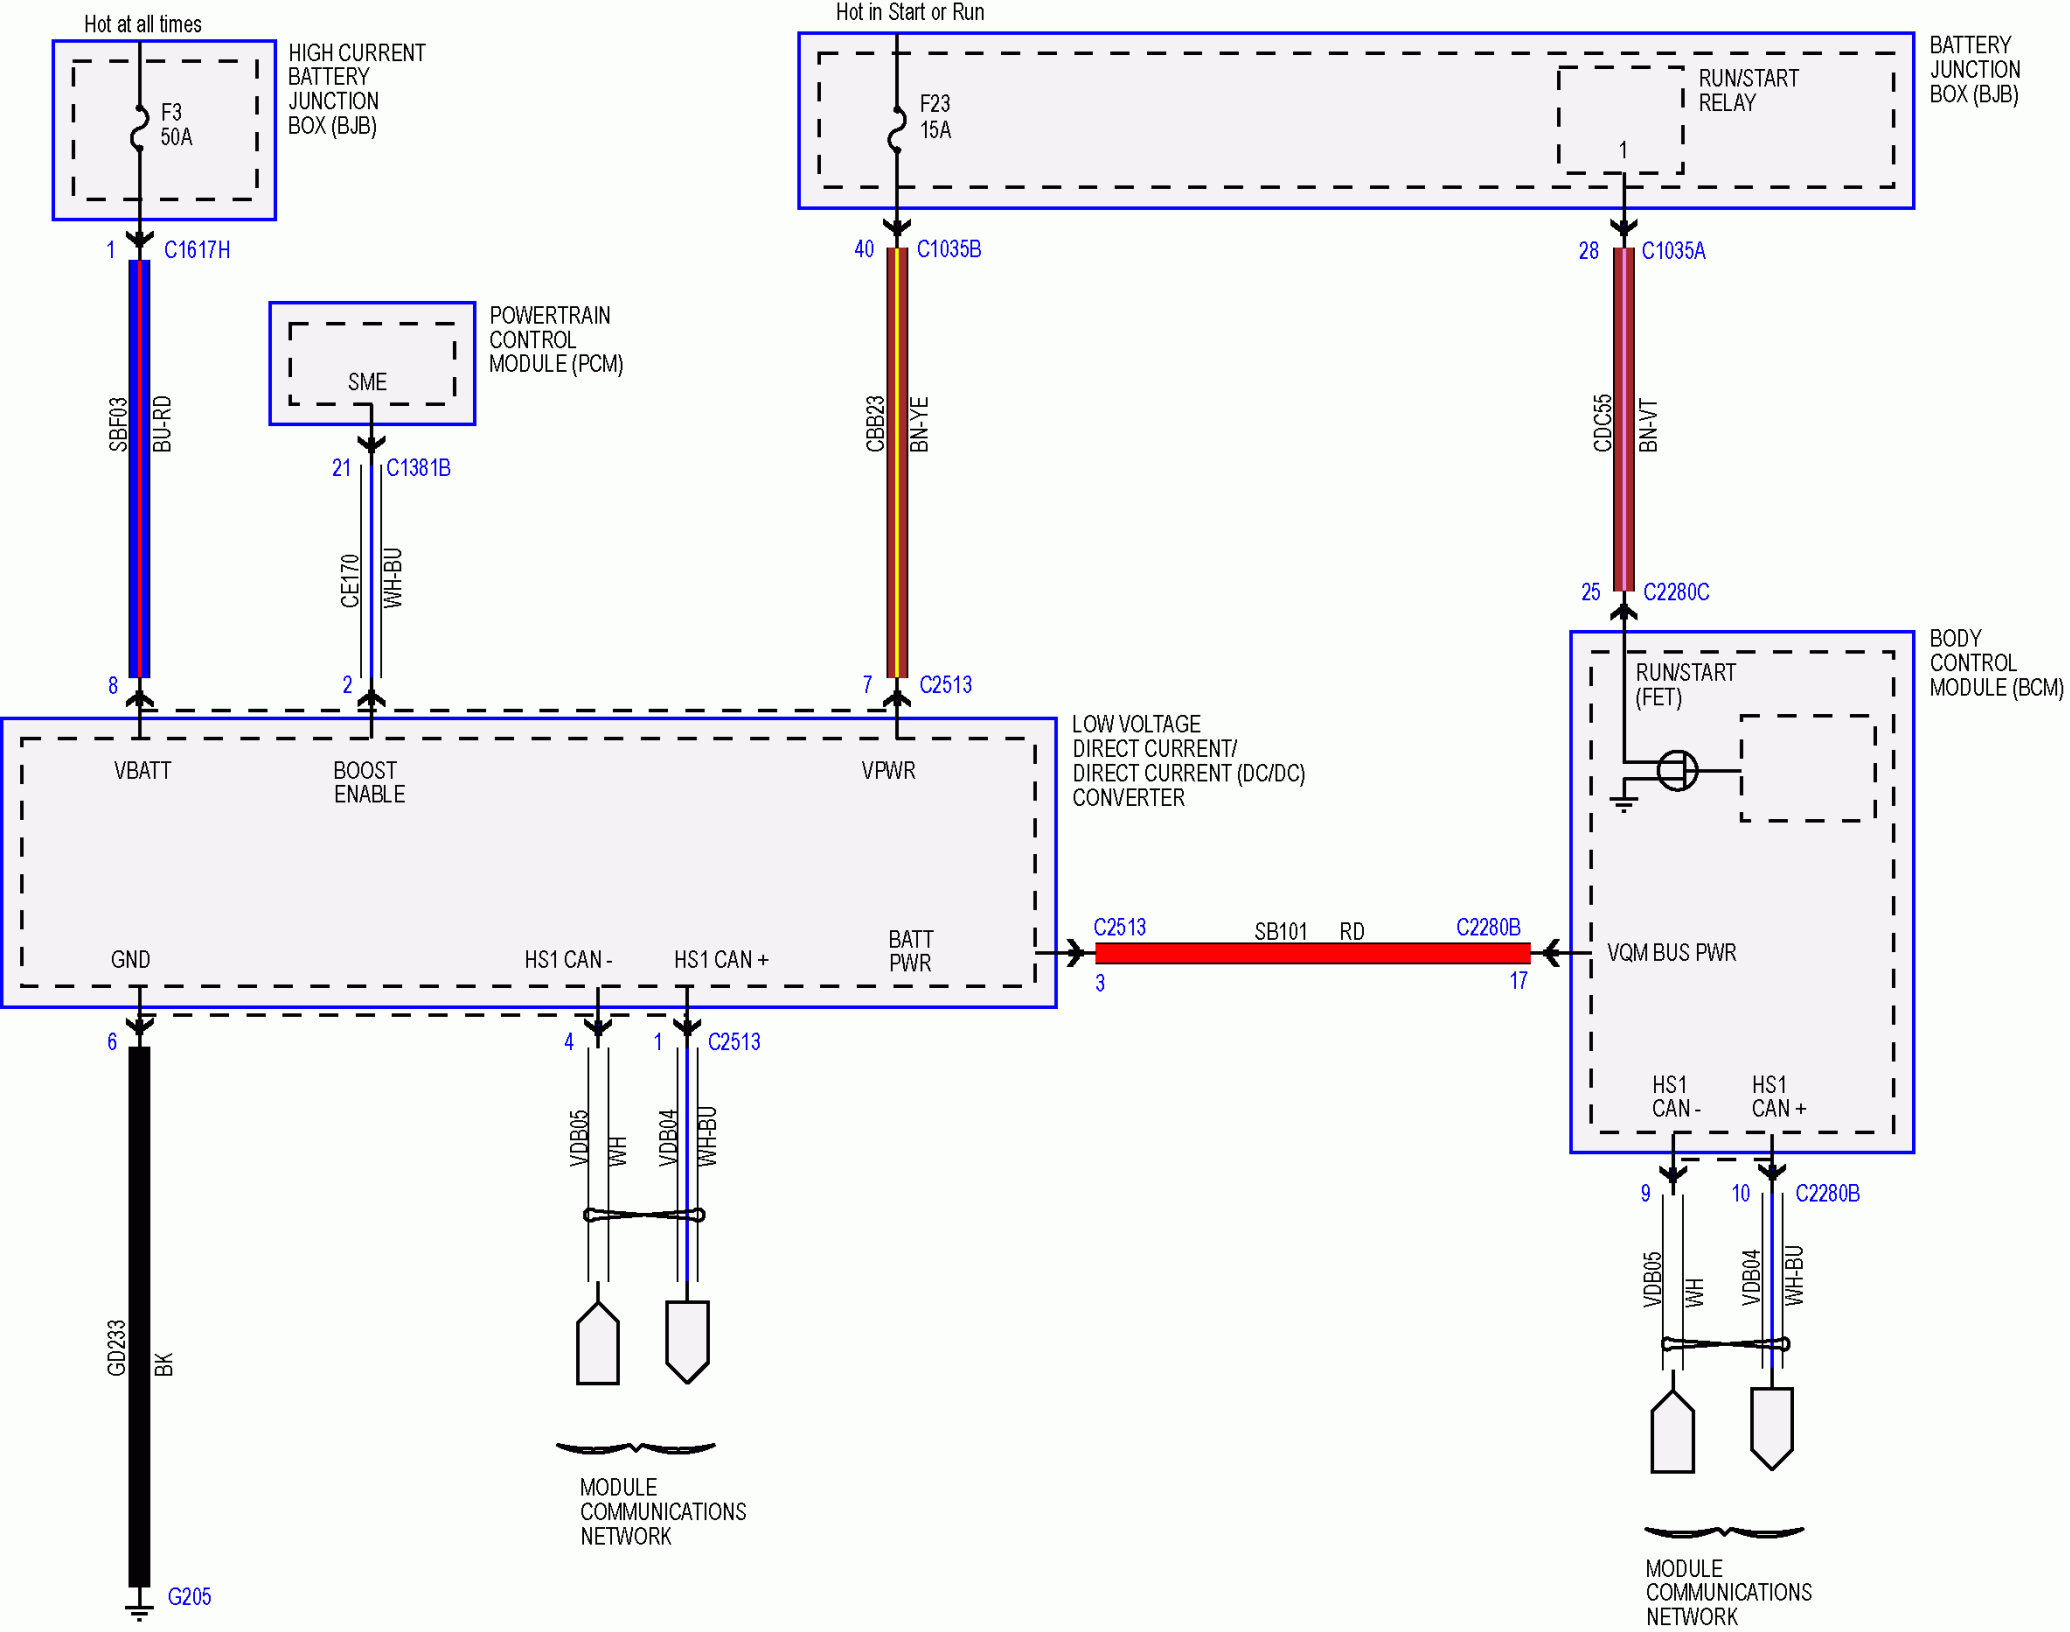 Hot at all times
HIGH CURRENT
BATTERY
JUNCTION
BOX (BJB)
F3
50A
1
C1617H
SBF03
BU-RD
8
POWERTRAIN
CONTROL
MODULE (PCM)
SME
21
C1381B
CE170
WH-BU
2
Hot in Start or Run
BATTERY
JUNCTION
BOX (BJB)
F23
15A
RUN/START
RELAY
1
40
C1035B
CBB23
BN-YE
7
C2513
28
C1035A
CDC55
BN-VT
25
C2280C
LOW VOLTAGE
DIRECT CURRENT/
DIRECT CURRENT (DC/DC)
CONVERTER
VBATT
BOOST
ENABLE
VPWR
GND
HS1 CAN -
HS1 CAN +
BATT
PWR
C2513
3
SB101
RD
C2280B
17
BODY
CONTROL
MODULE (BCM)
RUN/START
(FET)
VQM BUS PWR
HS1
CAN -
HS1
CAN +
6
GD233
BK
G205
4
1
C2513
VDB05
WH
VDB04
WH-BU
MODULE
COMMUNICATIONS
NETWORK
9
10
C2280B
VDB05
WH
VDB04
WH-BU
MODULE
COMMUNICATIONS
NETWORK